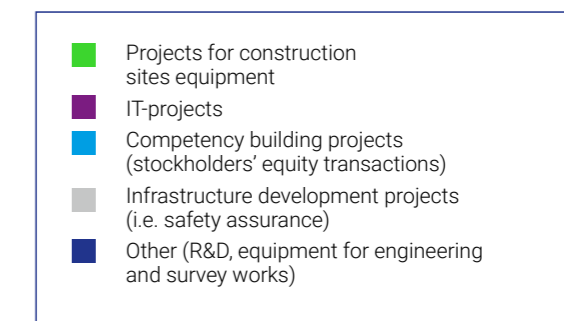 Projects for construction
sites equipment
IT-projects
Competency building projects
(stockholders’ equity transactions)
Infrastructure development projects
(i.e. safety assurance)
Other (R&D, equipment for engineering
and survey works)